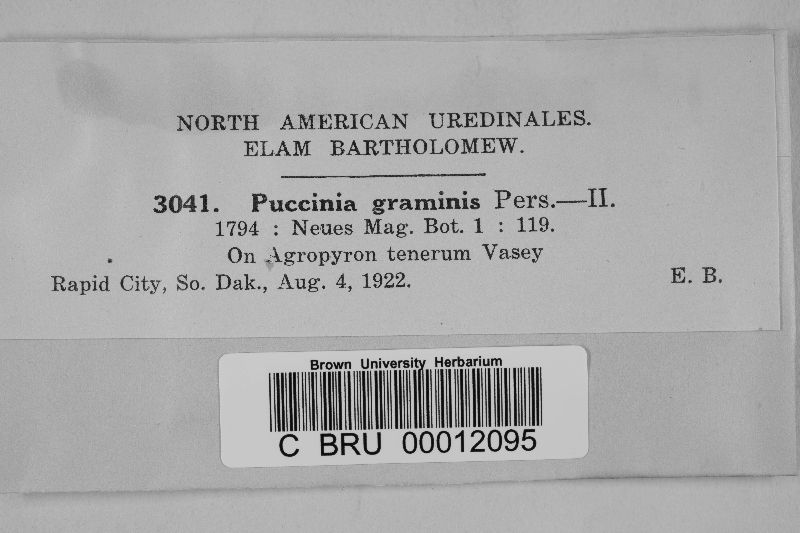 NORTH AMERICAN UREDINALES.
ELAM BARTHOLOMEW.
3041. Puccinia graminis Pers.—II.
1794 : Neues Mag. Bot. 1 : 119.
On Agropyron tenerum Vasey
Rapid City, So. Dak., Aug. 4, 1922. E. B.
Brown University Herbarium
C BRU 00012095